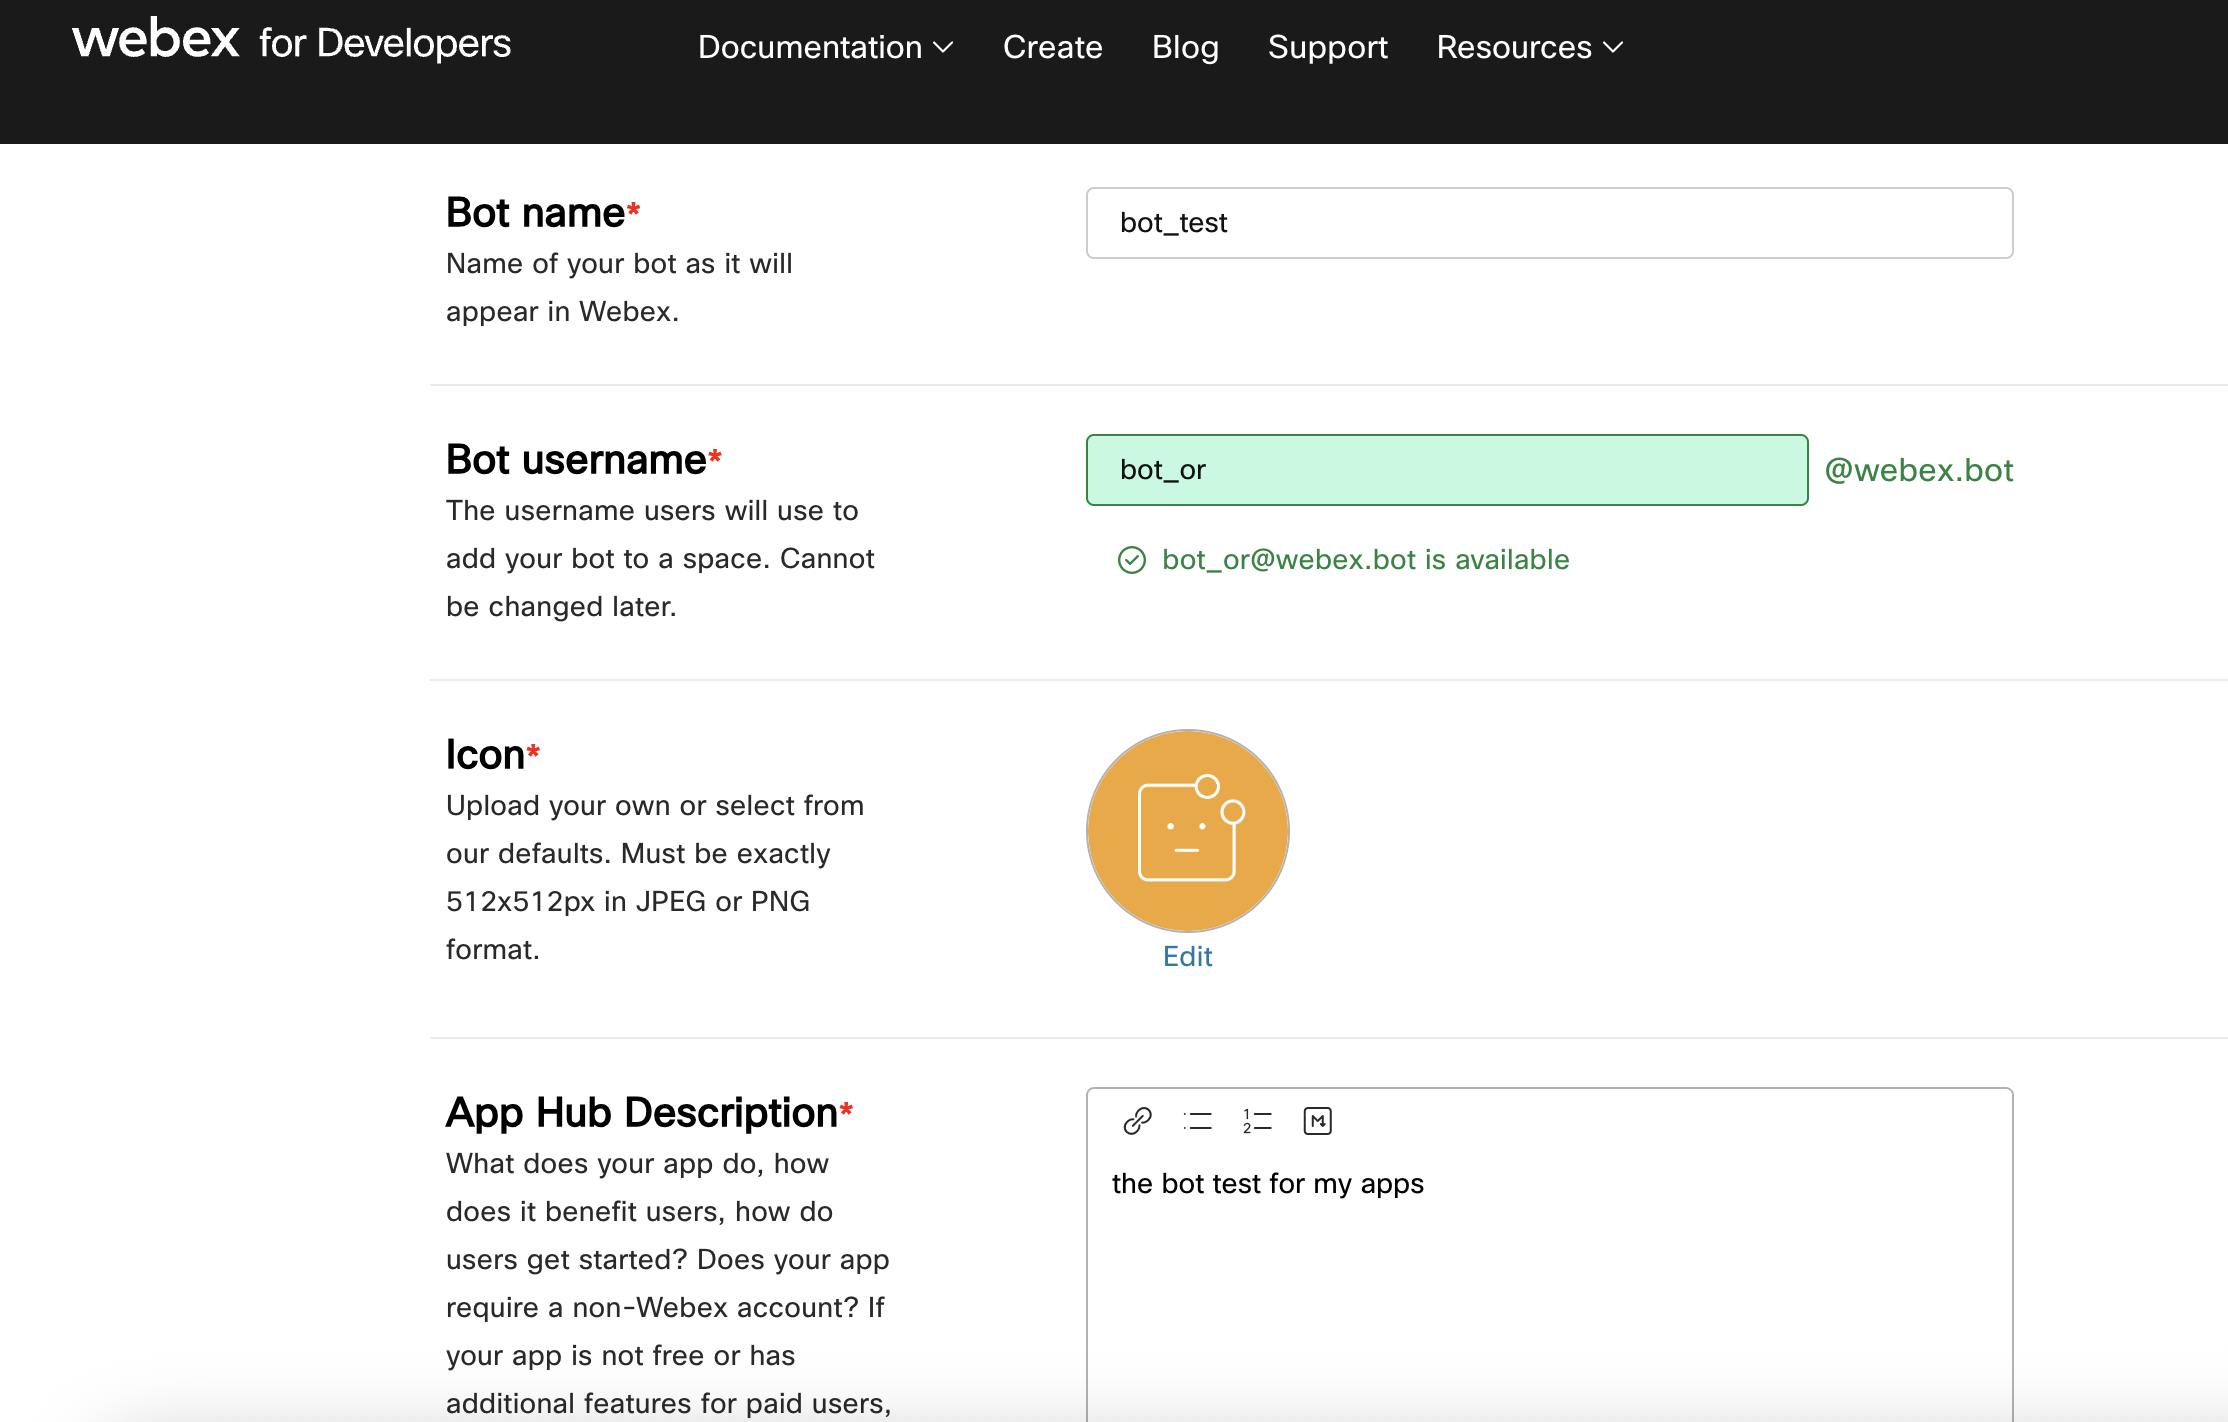 webex for Developers Documentation Create Blog Support Resources
Bot name*
Name of your bot as it will
appear in Webex.
bot_test
Bot username*
The username users will use to
add your bot to a space. Cannot
be changed later.
bot_or @webex.bot
bot_or@webex.bot is available
Icon*
Upload your own or select from
our defaults. Must be exactly
512x512px in JPEG or PNG
format.
Edit
App Hub Description*
What does your app do, how
does it benefit users, how do
users get started? Does your app
require a non-Webex account? If
your app is not free or has
additional features for paid users,
the bot test for my apps